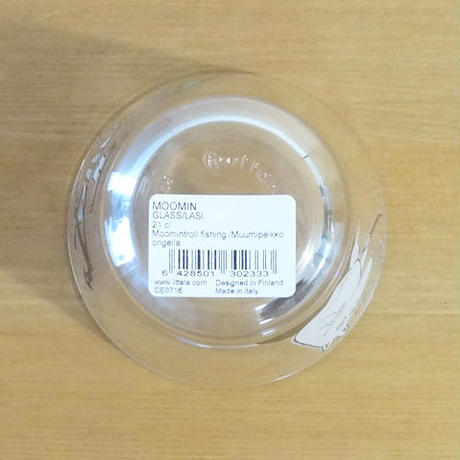 MOOMIN
GLASS/LASI
21 cl
Moomintroll fishing /Muumipeikko
ongella
6 428501 302333
www.iittala.com Designed in Finland
DE0716 Made in Italy